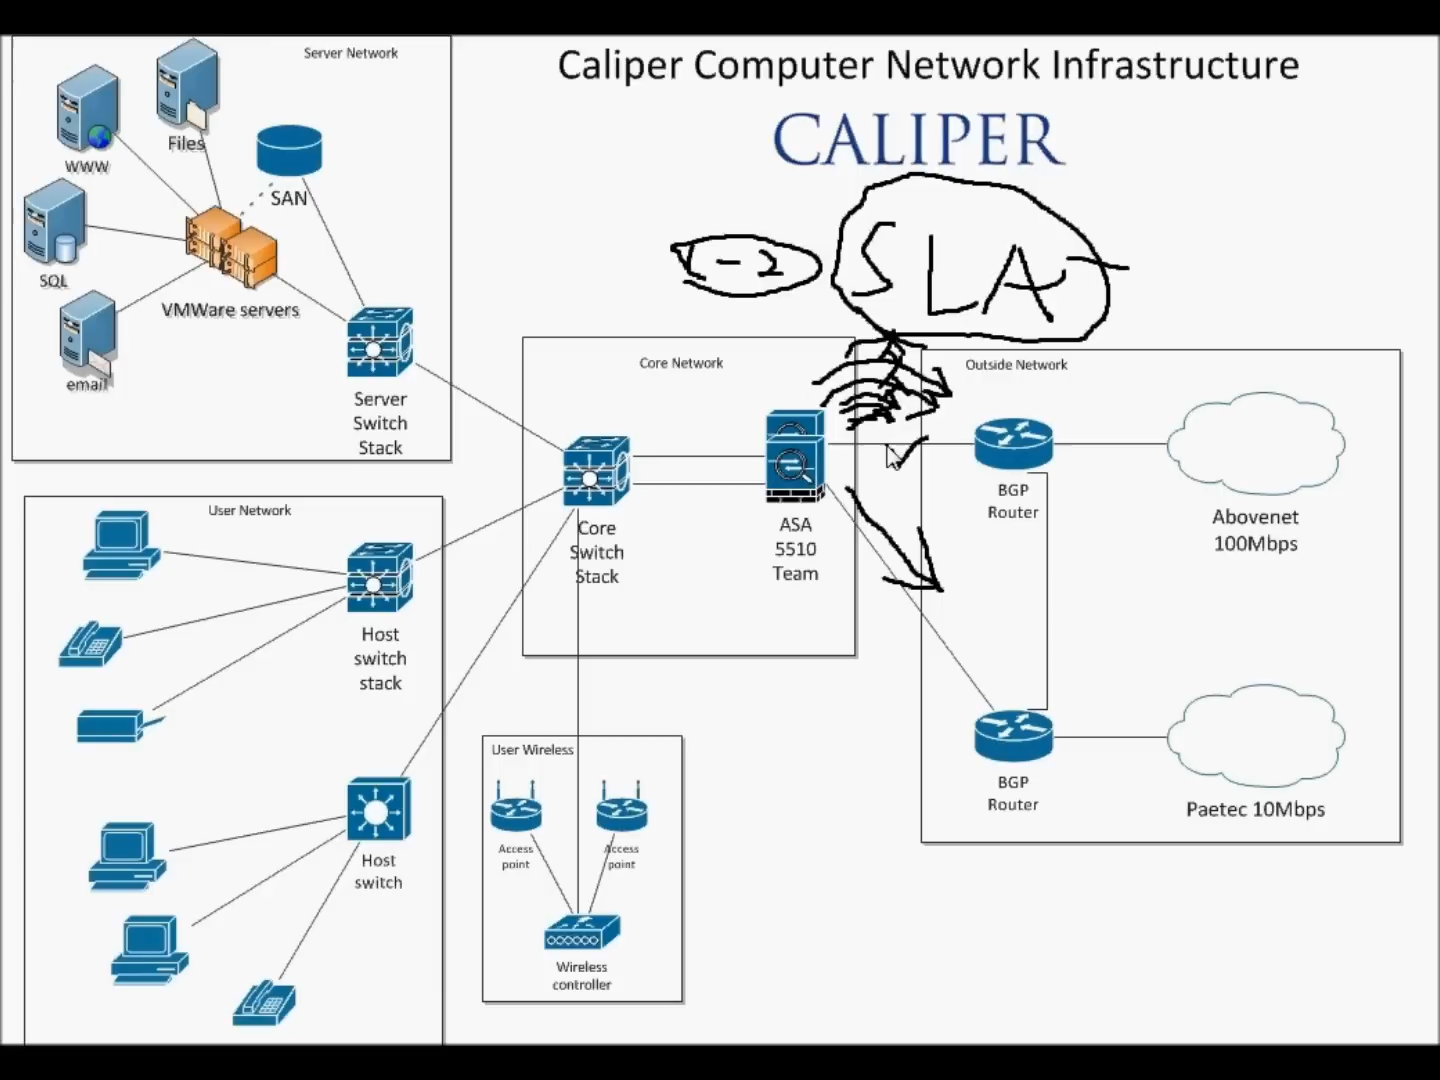 Caliper Computer Network Infrastructure
CALIPER
Server Network
WWW
Files
SAN
SQL
VMWare servers
email
Server
Switch
Stack
SLA
Core Network
Core
Switch
Stack
ASA
5510
Team
Outside Network
BGP
Router
Abovenet
100Mbps
BGP
Router
Paetec 10Mbps
User Network
Host
switch
stack
Host
switch
User Wireless
Access
point
Access
point
Wireless
controller